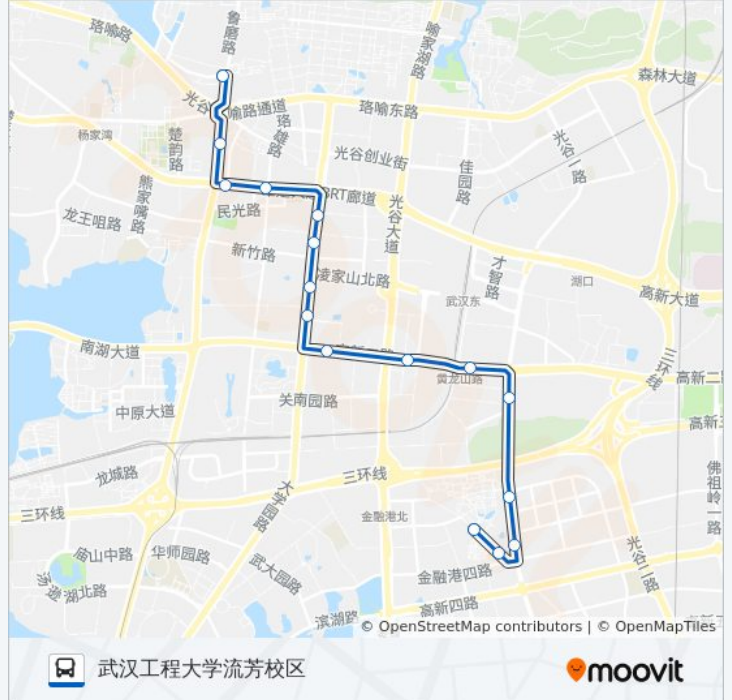 鲁磨路
喻家湖路
珞喻路
森林大道
光谷
喻路通道
珞喻东路
珞雄路
杨家湾
楚韵路
光谷一路
光谷创业街
佳园路
熊家嘴路
BRT廊道
光谷大道
民光路
龙王咀路
新竹路
才智路
凌家山北路
湖口
武汉东
高新大道
南湖大道
三环线
黄龙山路
高新二
关南园路
中原大道
高新三
龙城路
三环线
佛祖岭一路
大学园路
三环线
金融港北
光谷二路
庙山中路
华师园路
武大园路
金融港四路
汤逊湖北路
高新四路
滨湖路
© OpenStreetMap contributors | © OpenMapTiles
武汉工程大学流芳校区
moovit